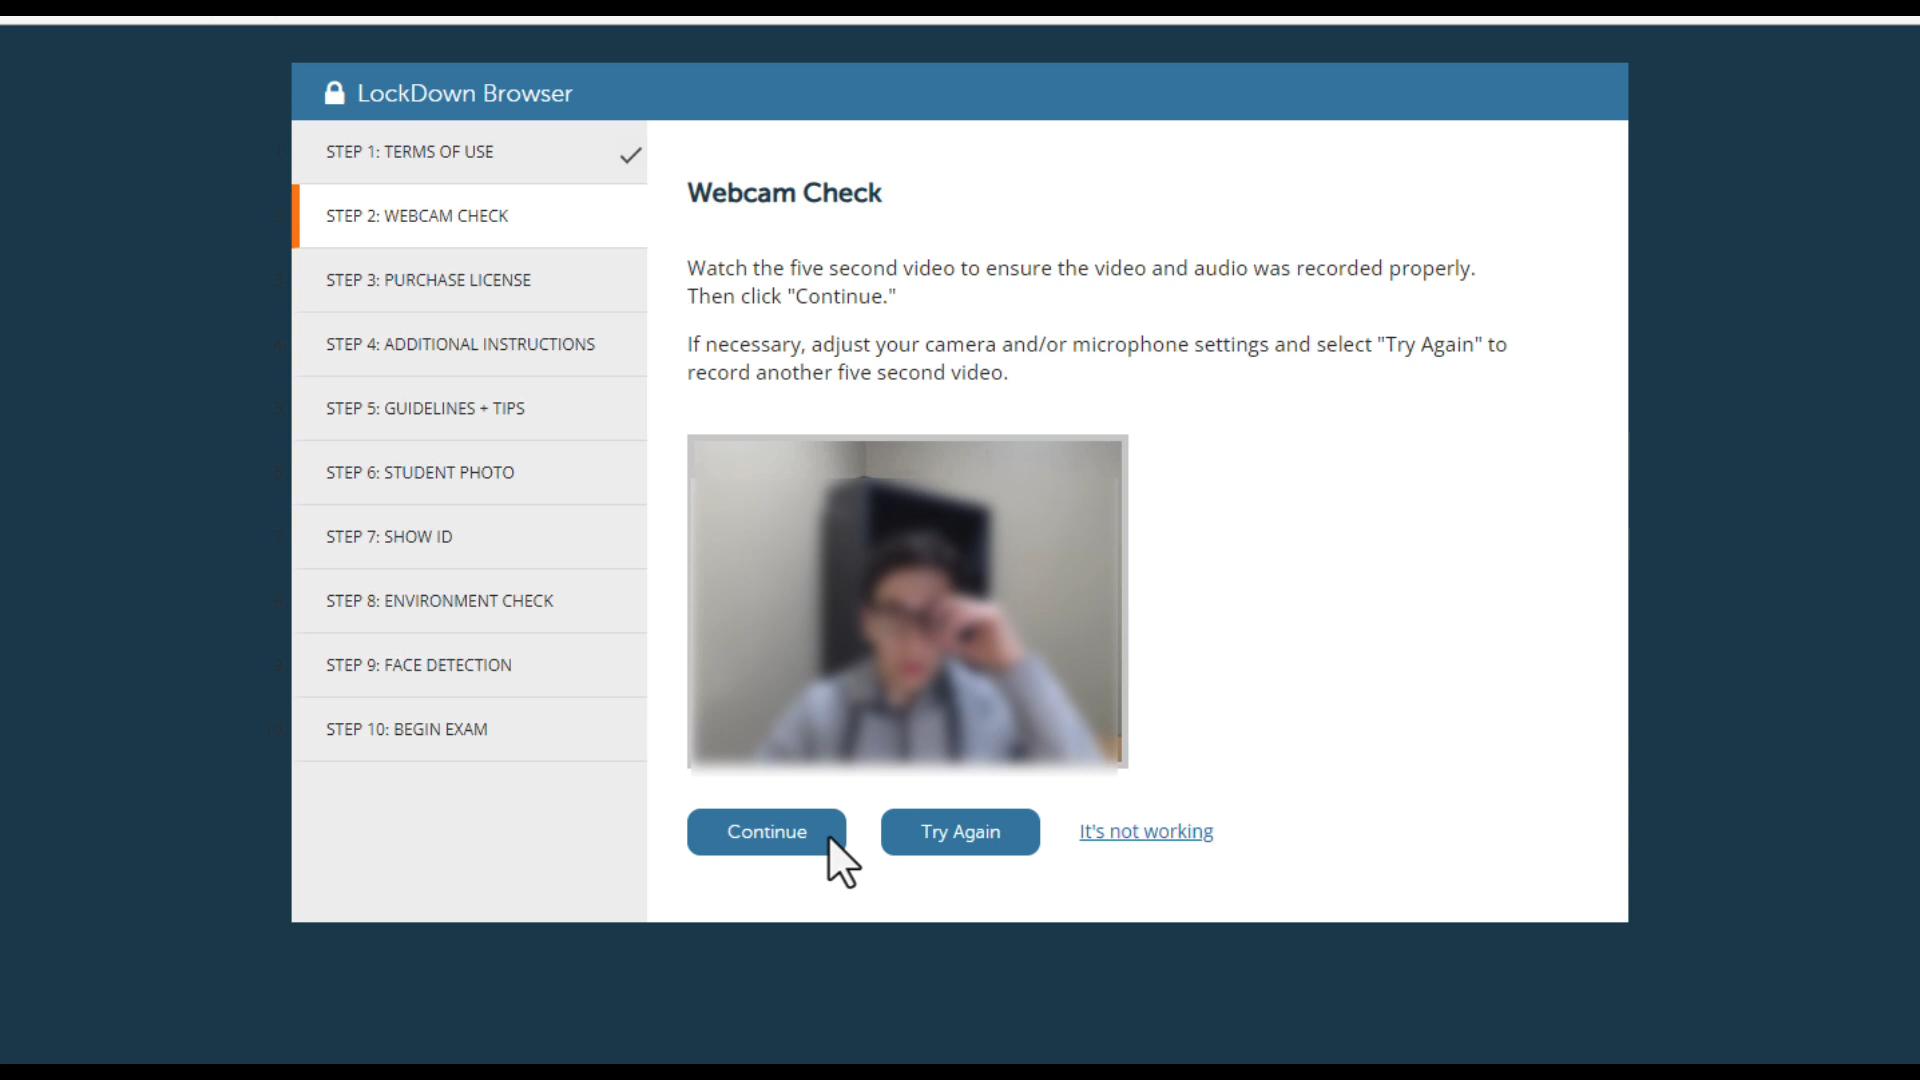 LockDown Browser
STEP 1: TERMS OF USE
STEP 2: WEBCAM CHECK
STEP 3: PURCHASE LICENSE
STEP 4: ADDITIONAL INSTRUCTIONS
STEP 5: GUIDELINES + TIPS
STEP 6: STUDENT PHOTO
STEP 7: SHOW ID
STEP 8: ENVIRONMENT CHECK
STEP 9: FACE DETECTION
STEP 10: BEGIN EXAM
Webcam Check
Watch the five second video to ensure the video and audio was recorded properly.
Then click "Continue."
If necessary, adjust your camera and/or microphone settings and select "Try Again" to
record another five second video.
Continue
Try Again
It's not working